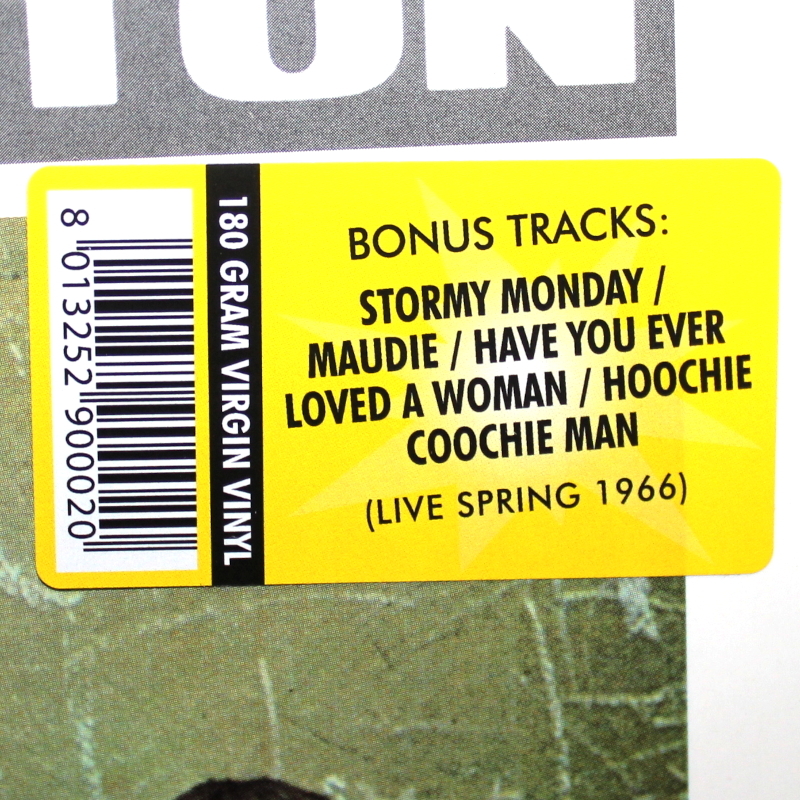 TON
BONUS TRACKS:
STORMY MONDAY /
MAUDIE / HAVE YOU EVER
LOVED A WOMAN / HOOCHIE
COOCHIE MAN
(LIVE SPRING 1966)
180 GRAM VIRGIN VINYL
8 013252 900020